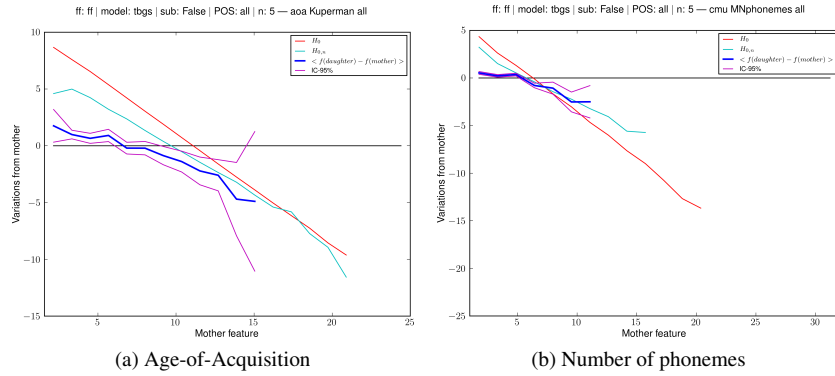 ff: ff | model: tbgs | sub: False | POS: all | n: 5 — aoa Kuperman all
10
5
0
−5
−10
−15
5
10
15
20
Variations from mother
Mother feature
H₀
H₀,ₙ
< f(daughter) − f(mother) >
IC-95%
(a) Age-of-Acquisition
ff: ff | model: tbgs | sub: False | POS: all | n: 5 — cmu MNphonemes all
5
0
−5
−10
−15
−20
−25
5
10
15
20
25
30
Variations from mother
Mother feature
H₀
H₀,ₙ
< f(daughter) − f(mother) >
IC-95%
(b) Number of phonemes